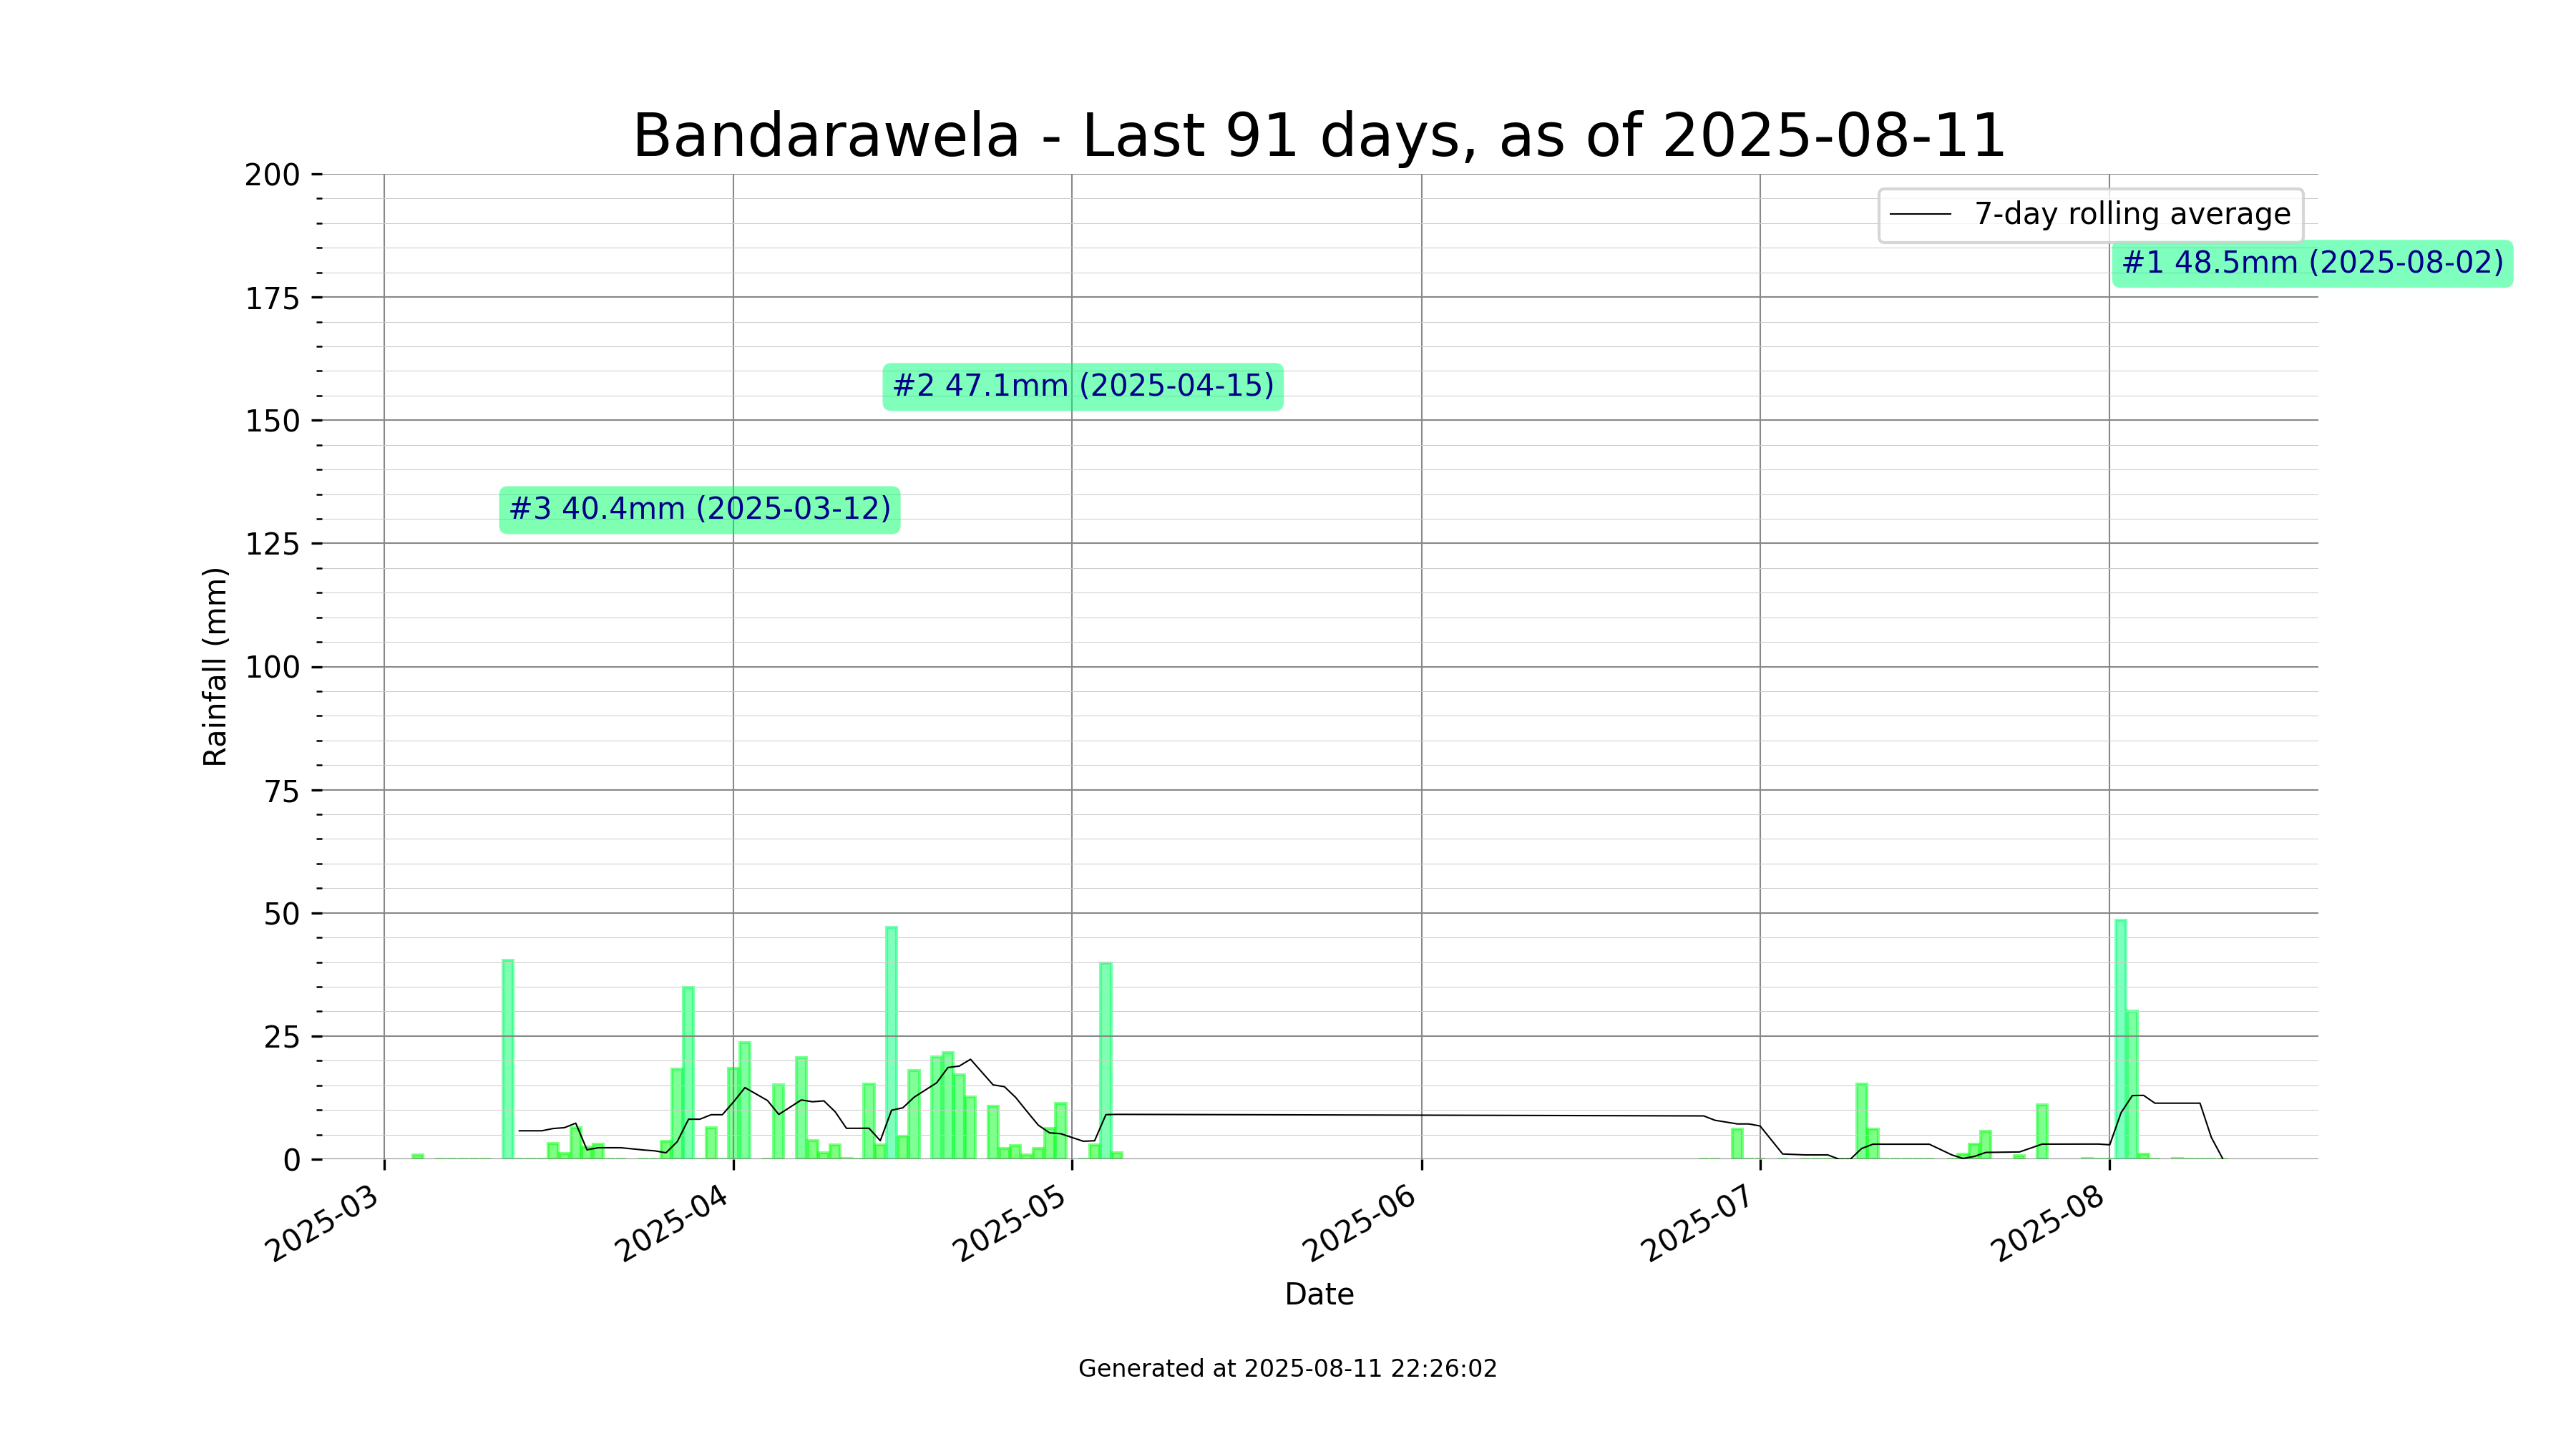 Bandarawela - Last 91 days, as of 2025-08-11
200
175
150
125
100
75
50
25
0
Rainfall (mm)
7-day rolling average
#1 48.5mm (2025-08-02)
#2 47.1mm (2025-04-15)
#3 40.4mm (2025-03-12)
2025-03
2025-04
2025-05
2025-06
2025-07
2025-08
Date
Generated at 2025-08-11 22:26:02